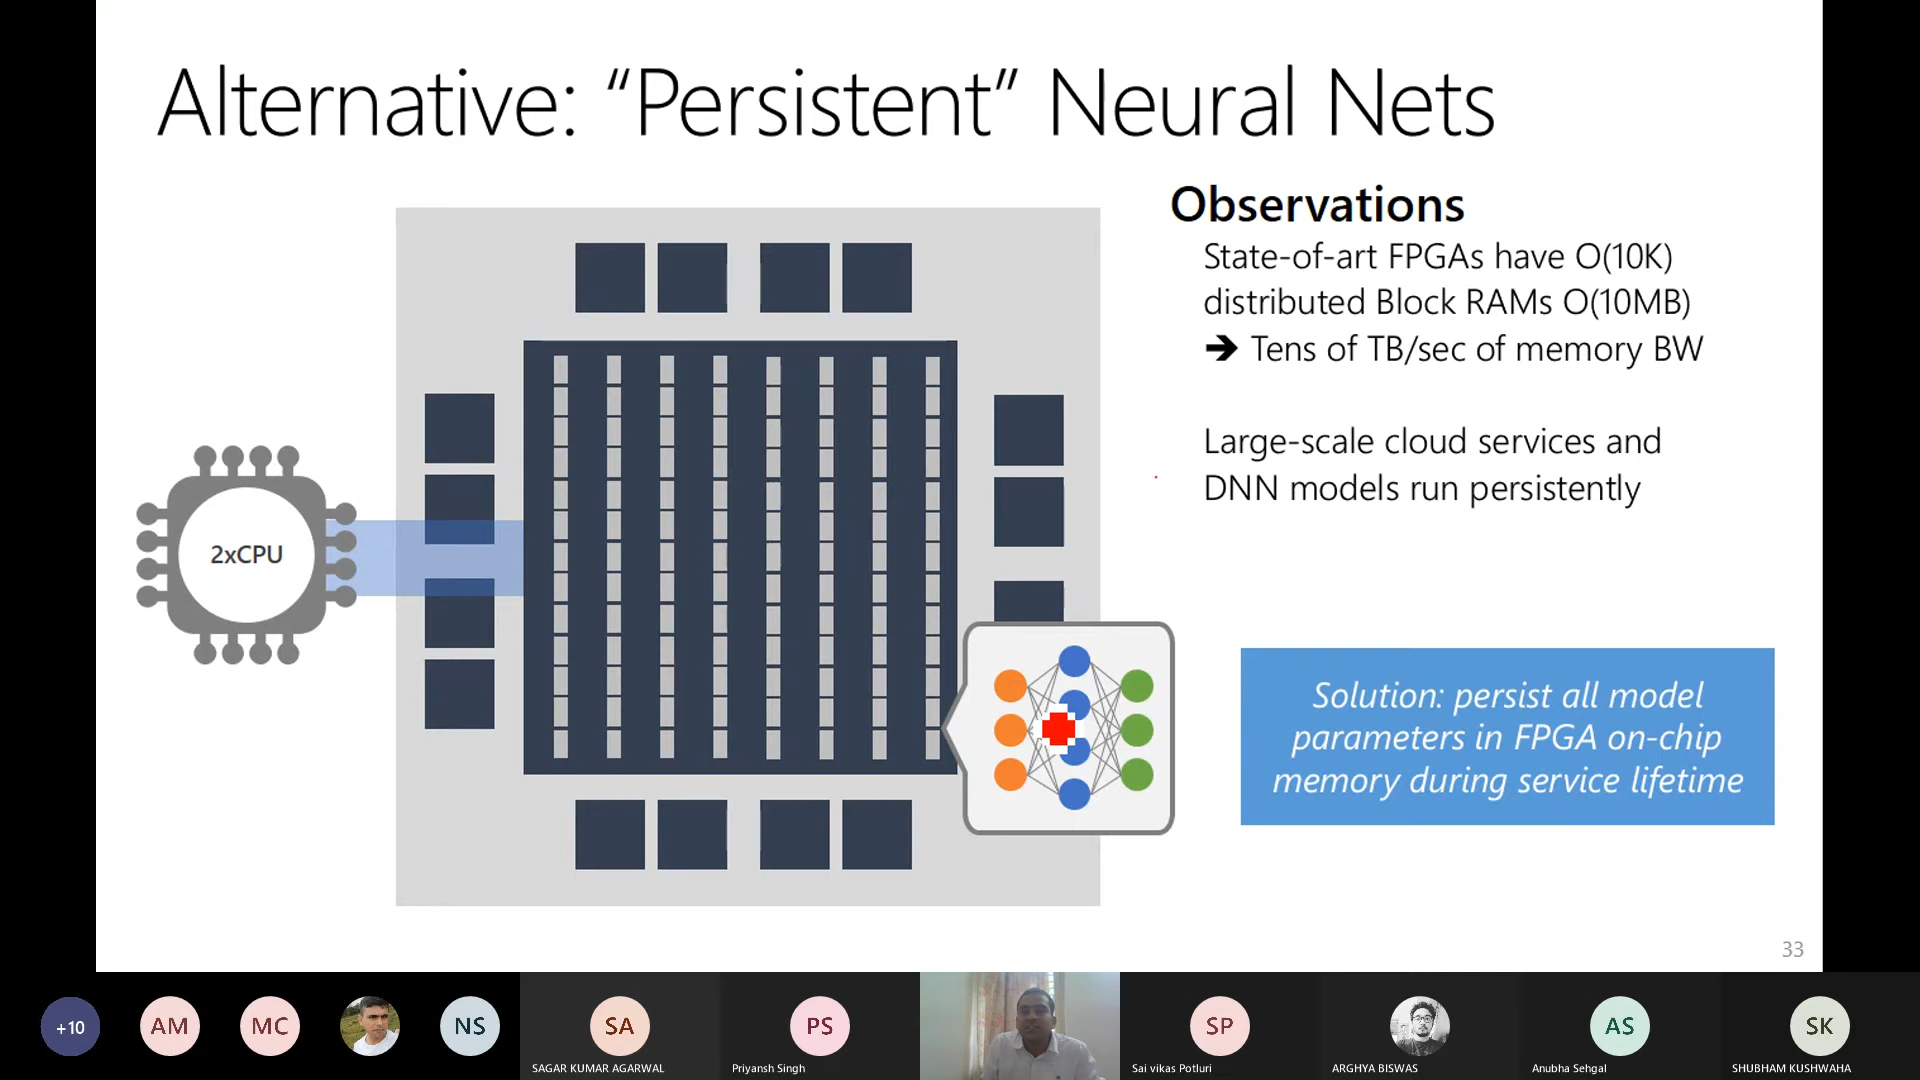 Alternative: “Persistent” Neural Nets
Observations
State-of-art FPGAs have O(10K)
distributed Block RAMs O(10MB)
➔ Tens of TB/sec of memory BW
Large-scale cloud services and
DNN models run persistently
2xCPU
Solution: persist all model
parameters in FPGA on-chip
memory during service lifetime
33
+10
AM
MC
NS
SA
SAGAR KUMAR AGARWAL
PS
Priyansh Singh
SP
Sai vikas Potluri
ARGHYA BISWAS
AS
Anubha Sehgal
SK
SHUBHAM KUSHWAHA